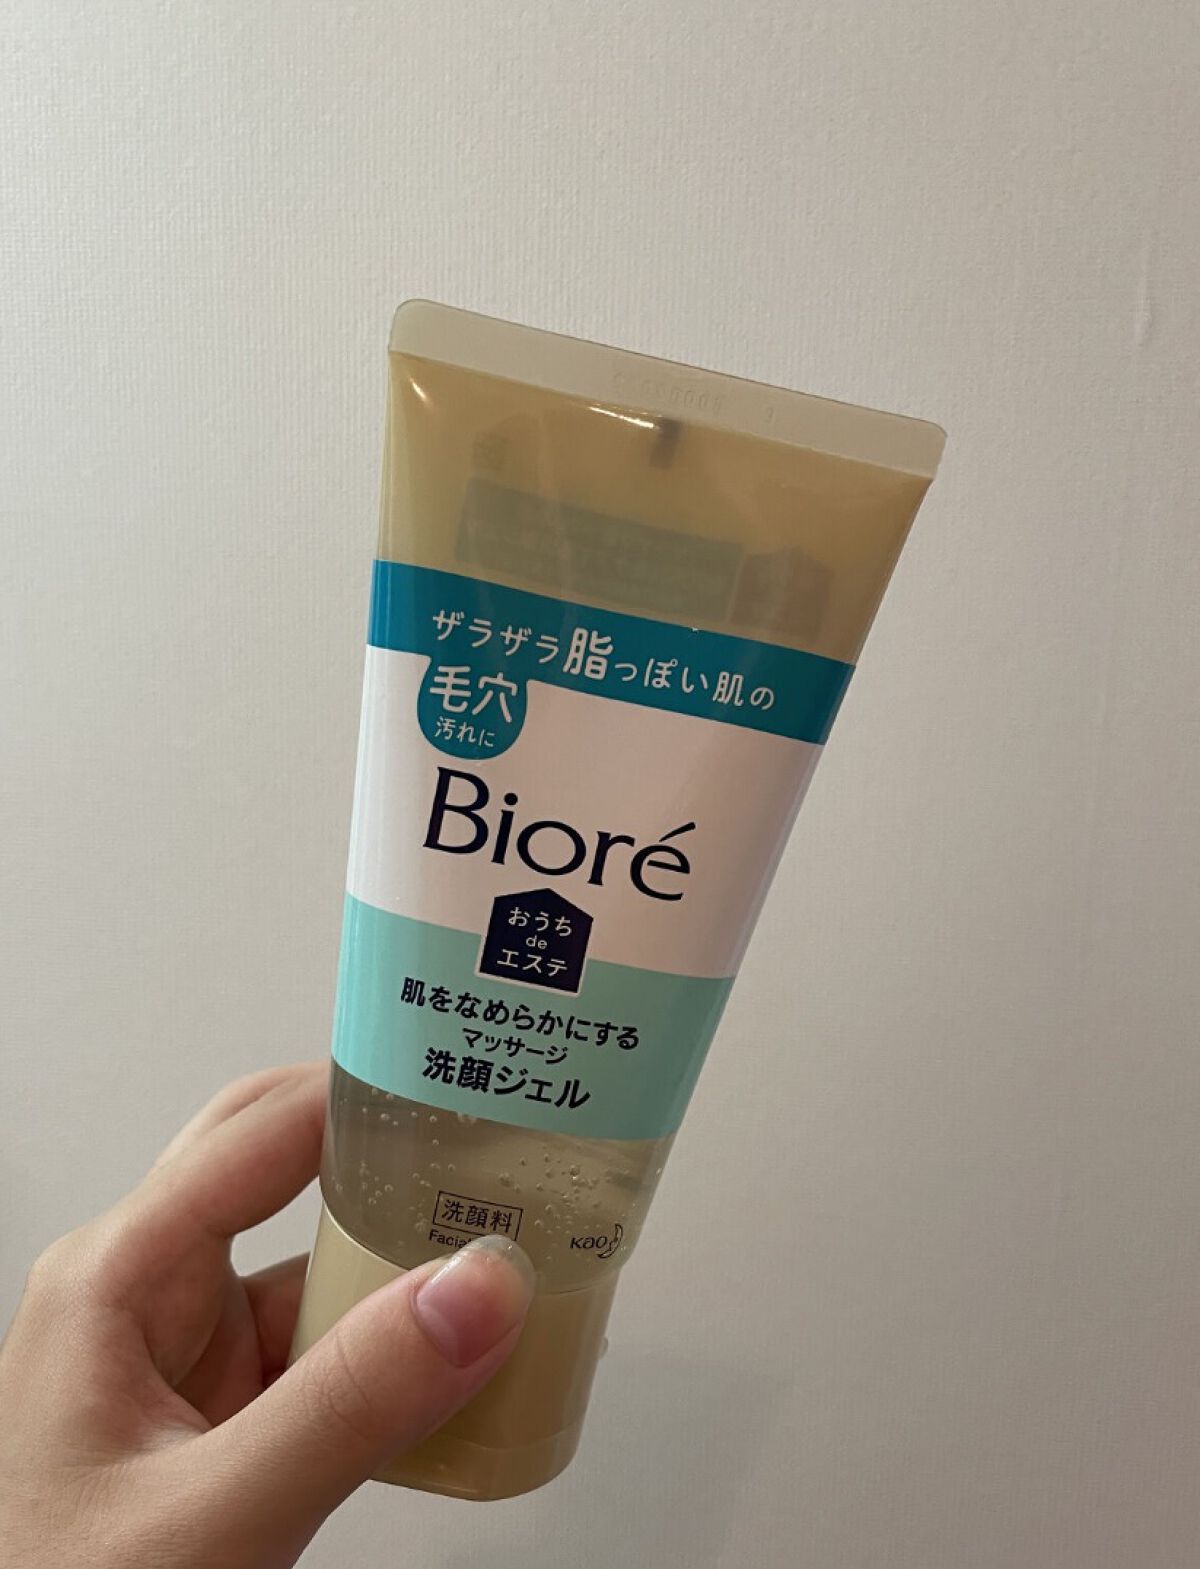 ザラザラ脂っぽい肌の
毛穴
汚れに
Bioré
おうち
de
エステ
肌をなめらかにする
マッサージ
洗顔ジェル
洗顔料
Facial
Kao